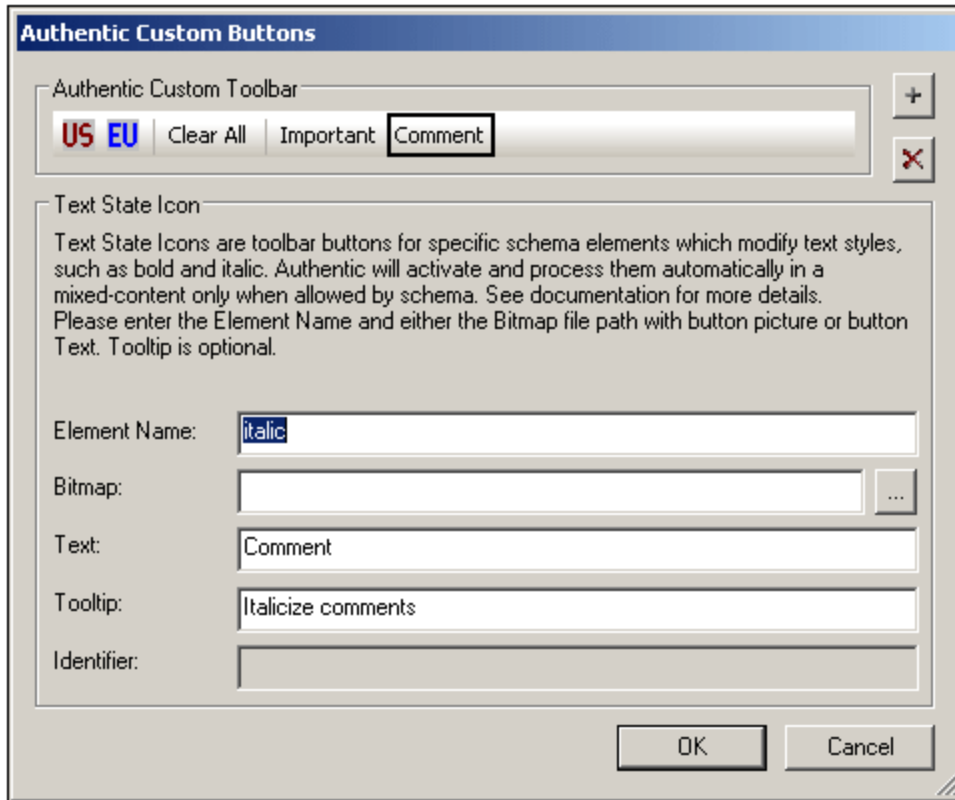 Authentic Custom Buttons
Authentic Custom Toolbar
US EU Clear All Important Comment
Text State Icon
Text State Icons are toolbar buttons for specific schema elements which modify text styles,
such as bold and italic. Authentic will activate and process them automatically in a
mixed-content only when allowed by schema. See documentation for more details.
Please enter the Element Name and either the Bitmap file path with button picture or button
Text. Tooltip is optional.
Element Name: italic
Bitmap: ...
Text: Comment
Tooltip: Italicize comments
Identifier:
OK Cancel